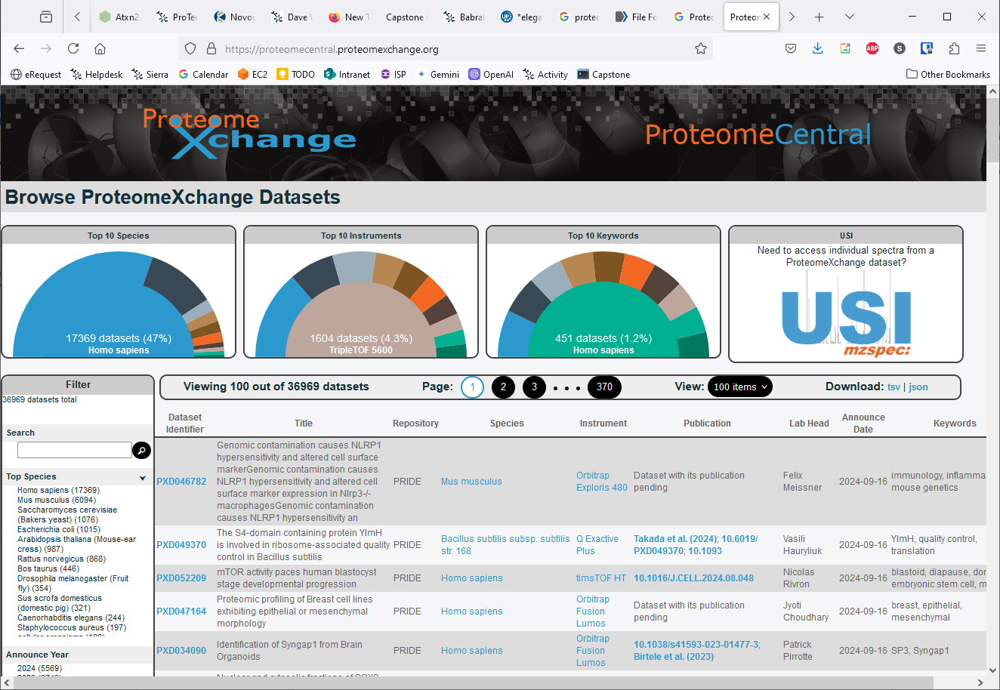 Atxn2
ProTec
Novog
Dave V
New T
Capstone
Babral
*elega
protec
File Fo
Protec
Proteon
https://proteomecentral.proteomexchange.org
eRequest
Helpdesk
Sierra
Calendar
EC2
TODO
Intranet
ISP
Gemini
OpenAI
Activity
Capstone
Other Bookmarks
Proteome
Xchange
ProteomeCentral
Browse ProteomeXchange Datasets
Top 10 Species
17369 datasets (47%)
Homo sapiens
Top 10 Instruments
1604 datasets (4.3%)
TripleTOF 5600
Top 10 Keywords
451 datasets (1.2%)
Homo sapiens
USI
Need to access individual spectra from a
ProteomeXchange dataset?
USI
mzspec:
Filter
36969 datasets total
Search
Top Species
Homo sapiens (17369)
Mus musculus (6094)
Saccharomyces cerevisiae
(Bakers yeast) (1076)
Escherichia coli (1015)
Arabidopsis thaliana (Mouse-ear
cress) (987)
Rattus norvegicus (868)
Bos taurus (446)
Drosophila melanogaster (Fruit
fly) (354)
Sus scrofa domesticus
(domestic pig) (321)
Caenorhabditis elegans (244)
Staphylococcus aureus (197)
Announce Year
2024 (5569)
Viewing 100 out of 36969 datasets
Page: 1 2 3 • • • 370
View: 100 items
Download: tsv | json
Dataset Identifier
Title
Repository
Species
Instrument
Publication
Lab Head
Announce Date
Keywords
PXD046782
Genomic contamination causes NLRP1
hypersensitivity and altered cell surface
markerGenomic contamination causes
NLRP1 hypersensitivity and altered cell
surface marker expression in Nlrp3-/-
macrophagesGenomic contamination
causes NLRP1 hypersensitivity an
PRIDE
Mus musculus
Orbitrap
Exploris 480
Dataset with its publication
pending
Felix
Meissner
2024-09-16
immunology, inflamma
mouse genetics
PXD049370
The S4-domain containing protein YlmH
is involved in ribosome-associated quality
control in Bacillus subtilis
PRIDE
Bacillus subtilis subsp. subtilis
str. 168
Q Exactive
Plus
Takada et al. (2024); 10.6019/
PXD049370; 10.1093
Vasili
Hauryliuk
2024-09-16
YlmH, quality control,
translation
PXD052209
mTOR activity paces human blastocyst
stage developmental progression
PRIDE
Homo sapiens
timsTOF HT
10.1016/J.CELL.2024.08.048
Nicolas
Rivron
2024-09-16
blastoid, diapause, dor
embryonic stem cell, m
PXD047164
Proteomic profiling of Breast cell lines
exhibiting epithelial or mesenchymal
morphology
PRIDE
Homo sapiens
Orbitrap
Fusion
Lumos
Dataset with its publication
pending
Jyoti
Choudhary
2024-09-16
breast, epithelial,
mesenchymal
PXD034090
Identification of Syngap1 from Brain
Organoids
PRIDE
Homo sapiens
Orbitrap
Fusion
Lumos
10.1038/s41593-023-01477-3;
Birtele et al. (2023)
Patrick
Pirrotte
2024-09-16
SP3, Syngap1